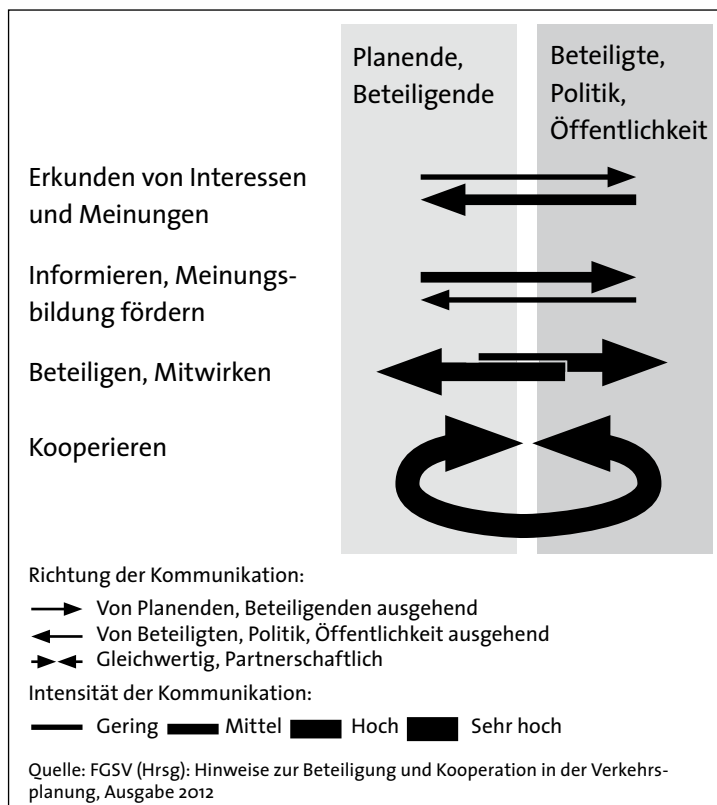 Planende,
Beteiligende
Beteiligte,
Politik,
Öffentlichkeit
Erkunden von Interessen
und Meinungen
Informieren, Meinungs-
bildung fördern
Beteiligen, Mitwirken
Kooperieren
Richtung der Kommunikation:
Von Planenden, Beteiligenden ausgehend
Von Beteiligten, Politik, Öffentlichkeit ausgehend
Gleichwertig, Partnerschaftlich
Intensität der Kommunikation:
Gering Mittel Hoch Sehr hoch
Quelle: FGSV (Hrsg): Hinweise zur Beteiligung und Kooperation in der Verkehrs-
planung, Ausgabe 2012